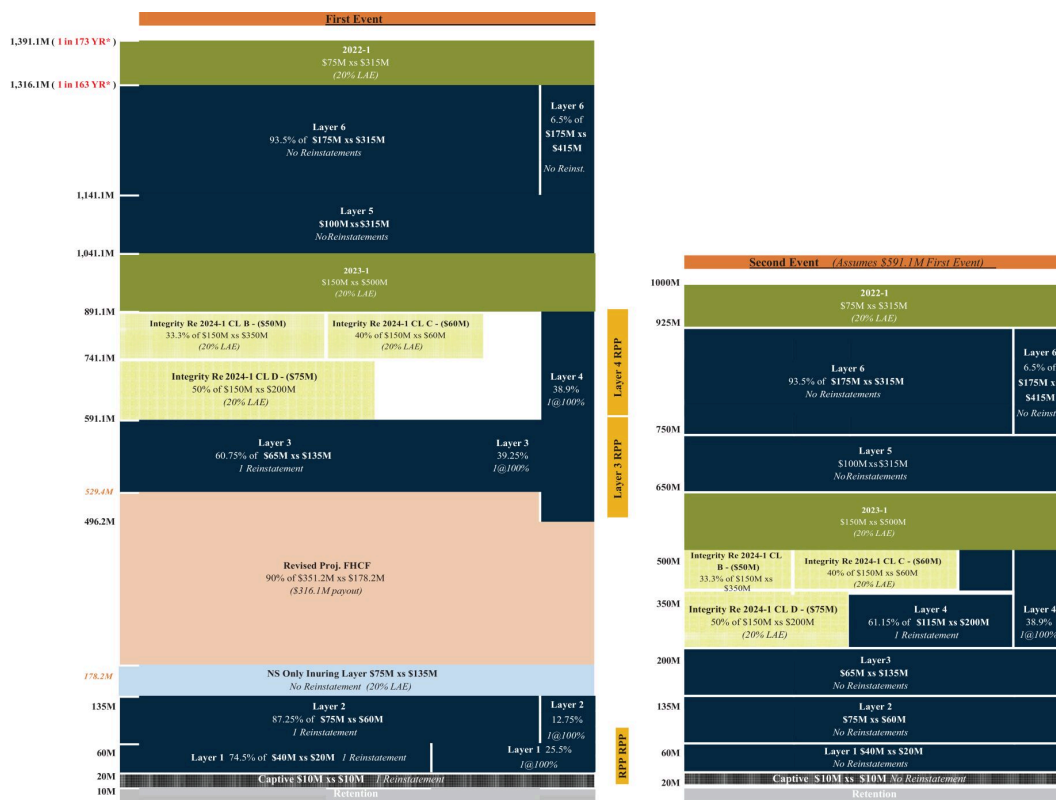 First Event
1,391.1M ( 1 in 173 YR* )
2022-1
$75M xs $315M
(20% LAE)
1,316.1M ( 1 in 163 YR* )
Layer 6
93.5% of $175M xs $315M
No Reinstatements
Layer 6
6.5% of
$175M xs
$415M
No Reinst.
1,141.1M
Layer 5
$100M xs $315M
No Reinstatements
1,041.1M
2023-1
$150M xs $500M
(20% LAE)
891.1M
Integrity Re 2024-1 CL B - ($50M)
33.3% of $150M xs $350M
(20% LAE)
Integrity Re 2024-1 CL C - ($60M)
40% of $150M xs $60M
(20% LAE)
741.1M
Integrity Re 2024-1 CL D - ($75M)
50% of $150M xs $200M
(20% LAE)
Layer 4
38.9%
1@100%
Layer 4 RPP
591.1M
Layer 3
60.75% of $65M xs $135M
1 Reinstatement
Layer 3
39.25%
1@100%
Layer 3 RPP
529.4M
496.2M
Revised Proj. FHCF
90% of $351.2M xs $178.2M
($316.1M payout)
178.2M
NS Only Inuring Layer $75M xs $135M
No Reinstatement (20% LAE)
135M
Layer 2
87.25% of $75M xs $60M
1 Reinstatement
Layer 2
12.75%
1@100%
60M
Layer 1 74.5% of $40M xs $20M 1 Reinstatement
Layer 1 25.5%
1@100%
RPP RPP
20M
Captive $10M xs $10M 1 Reinstatement
10M
Retention
Second Event (Assumes $591.1M First Event)
1000M
2022-1
$75M xs $315M
(20% LAE)
925M
Layer 6
93.5% of $175M xs $315M
No Reinstatements
Layer 6
6.5% of
$175M xs
$415M
No Reinst
750M
Layer 5
$100M xs $315M
No Reinstatements
650M
2023-1
$150M xs $500M
(20% LAE)
500M
Integrity Re 2024-1 CL
B - ($50M)
33.3% of $150M xs
$350M
Integrity Re 2024-1 CL C - ($60M)
40% of $150M xs $60M
(20% LAE)
350M
Integrity Re 2024-1 CL D - ($75M)
50% of $150M xs $200M
(20% LAE)
Layer 4
61.15% of $115M xs $200M
1 Reinstatement
Layer 4
38.9%
1@100%
200M
Layer3
$65M xs $135M
No Reinstatements
135M
Layer 2
$75M xs $60M
No Reinstatements
60M
Layer 1 $40M xs $20M
No Reinstatements
20M
Captive $10M xs $10M No Reinstatement
Retention